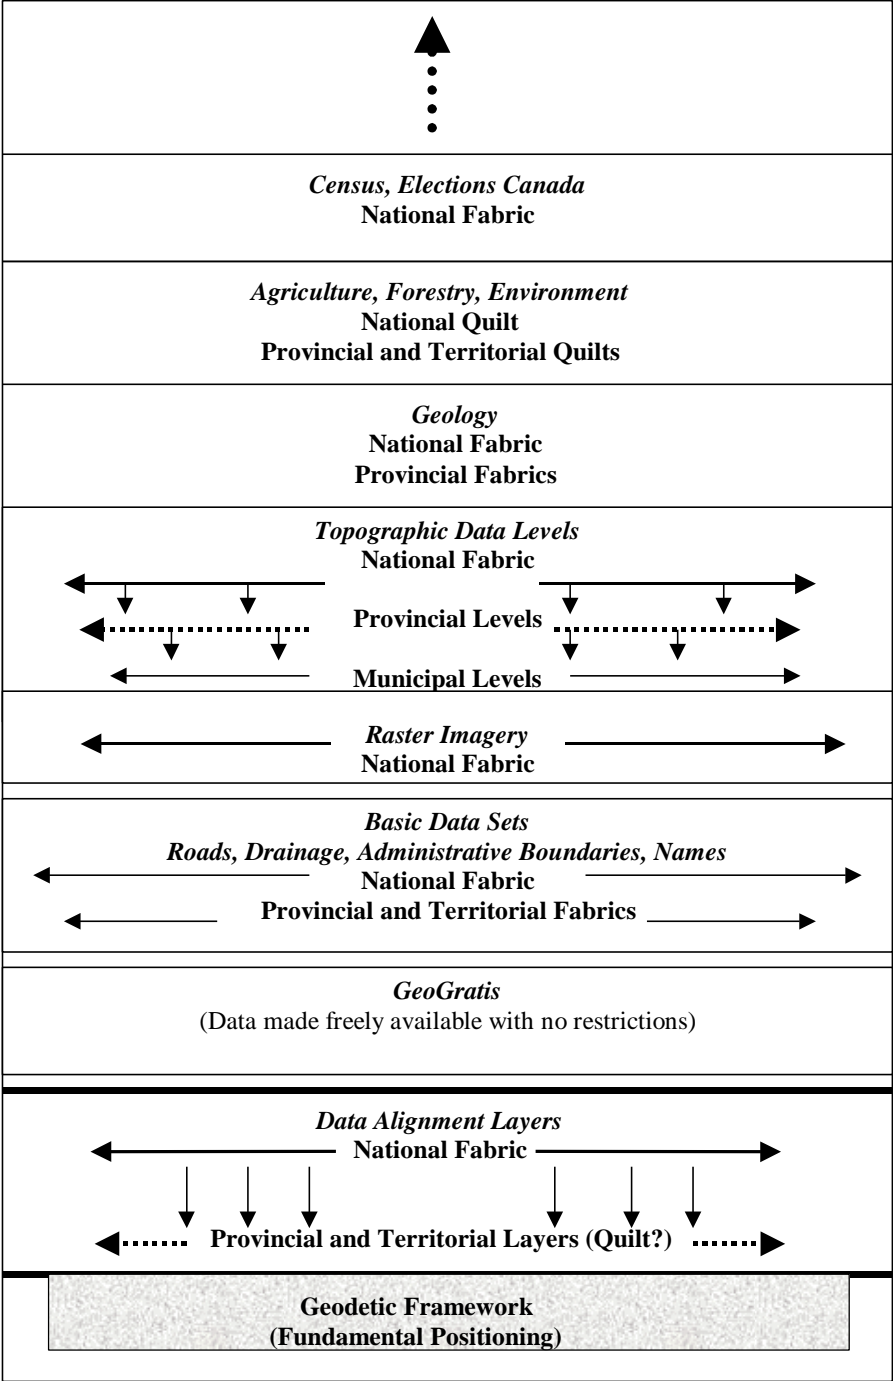 Census, Elections Canada
National Fabric
Agriculture, Forestry, Environment
National Quilt
Provincial and Territorial Quilts
Geology
National Fabric
Provincial Fabrics
Topographic Data Levels
National Fabric
Provincial Levels
Municipal Levels
Raster Imagery
National Fabric
Basic Data Sets
Roads, Drainage, Administrative Boundaries, Names
National Fabric
Provincial and Territorial Fabrics
GeoGratis
(Data made freely available with no restrictions)
Data Alignment Layers
National Fabric
Provincial and Territorial Layers (Quilt?)
Geodetic Framework
(Fundamental Positioning)